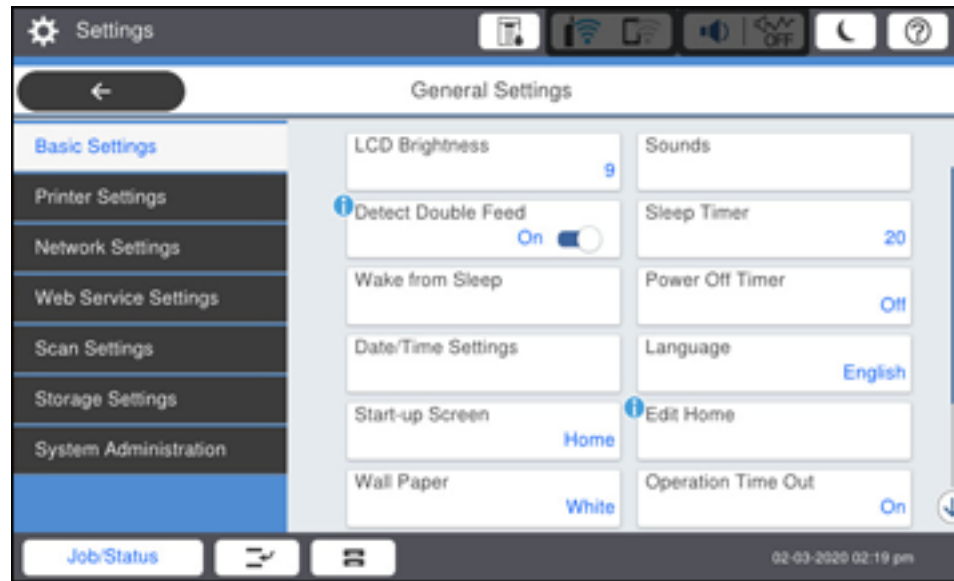 Settings
OFF
General Settings
Basic Settings
Printer Settings
Network Settings
Web Service Settings
Scan Settings
Storage Settings
System Administration
LCD Brightness
9
Sounds
Detect Double Feed
On
Sleep Timer
20
Wake from Sleep
Power Off Timer
Off
Date/Time Settings
Language
English
Start-up Screen
Home
Edit Home
Wall Paper
White
Operation Time Out
On
Job/Status
02-03-2020 02:19 pm